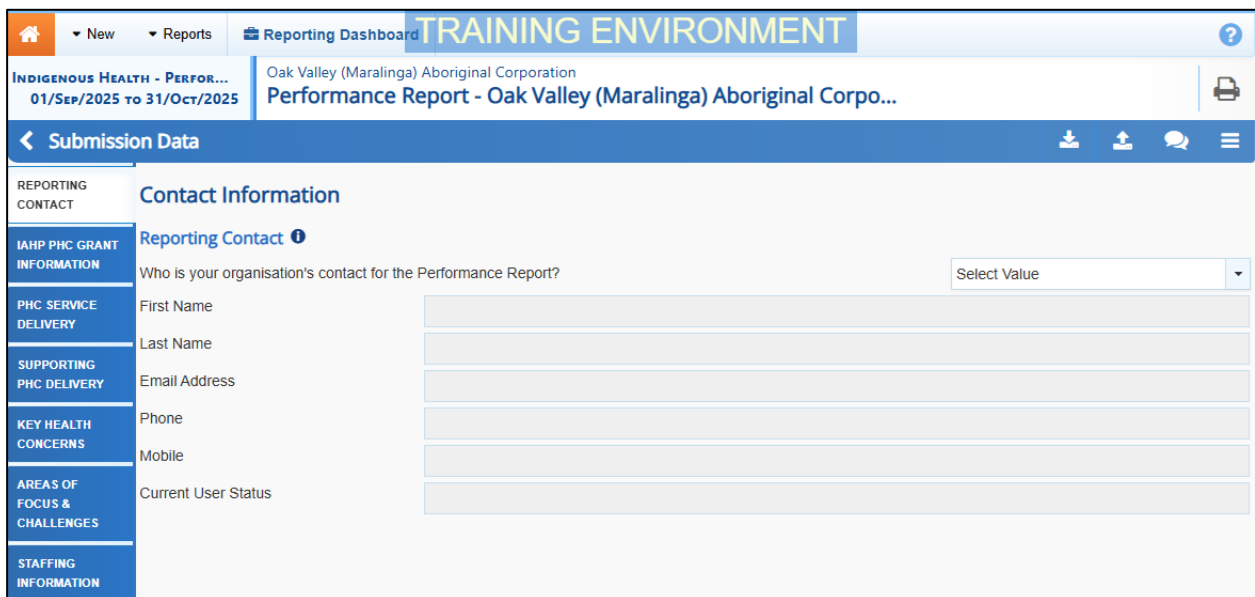 New
Reports
Reporting Dashboard
TRAINING ENVIRONMENT
?
Indigenous Health - Perfor...
01/Sep/2025 to 31/Oct/2025
Oak Valley (Maralinga) Aboriginal Corporation
Performance Report - Oak Valley (Maralinga) Aboriginal Corpo...
Submission Data
REPORTING
CONTACT
IAHP PHC GRANT
INFORMATION
PHC SERVICE
DELIVERY
SUPPORTING
PHC DELIVERY
KEY HEALTH
CONCERNS
AREAS OF
FOCUS &
CHALLENGES
STAFFING
INFORMATION
Contact Information
Reporting Contact
Who is your organisation's contact for the Performance Report?
Select Value
First Name
Last Name
Email Address
Phone
Mobile
Current User Status